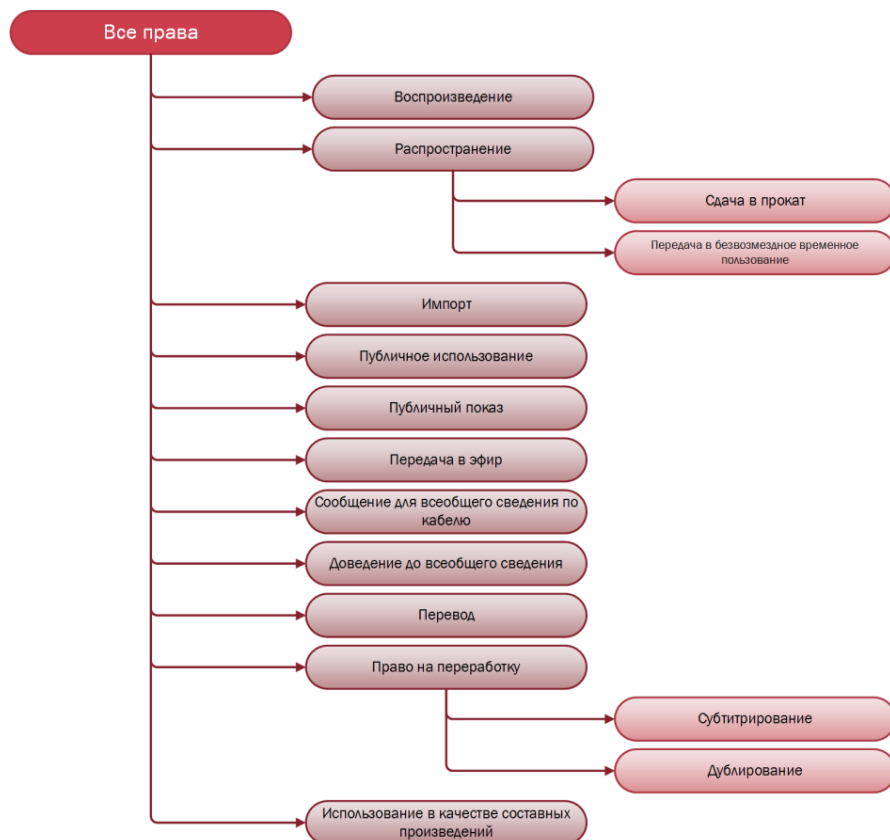 Все права
Воспроизведение
Распространение
Сдача в прокат
Передача в безвозмездное временное
пользование
Импорт
Публичное использование
Публичный показ
Передача в эфир
Сообщение для всеобщего сведения по
кабелю
Доведение до всеобщего сведения
Перевод
Право на переработку
Субтитрирование
Дублирование
Использование в качестве составных
произведений